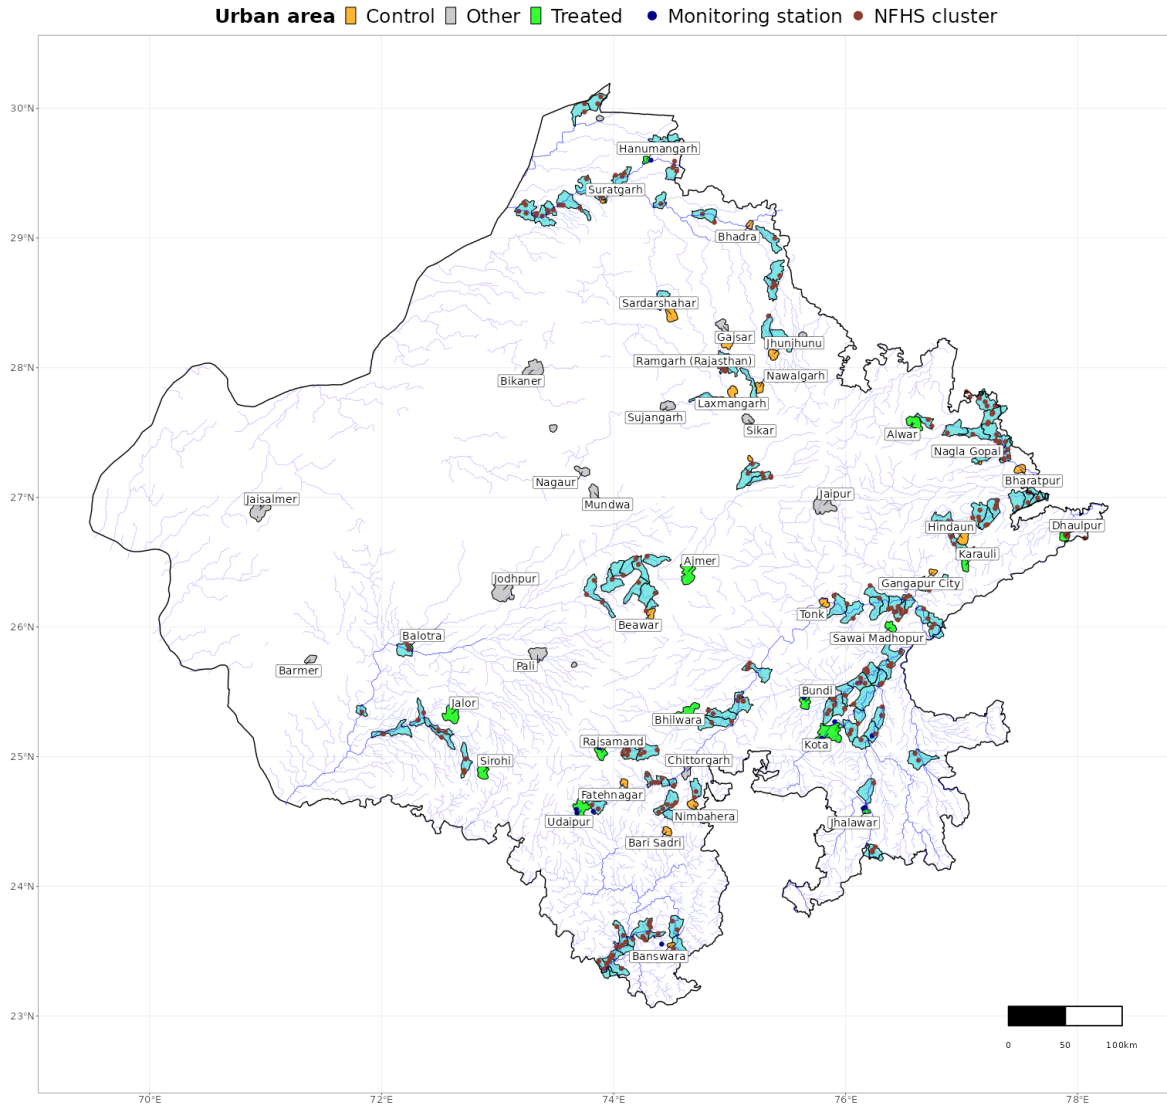 Urban area Control Other Treated Monitoring station NFHS cluster
30°N
Hanumangarh
Suratgarh
29°N
Bhadra
Sardarshahar
Gajsar
Jhunjhunu
28°N
Ramgarh (Rajasthan)
Bikaner
Nawalgarh
Laxmangarh
Sujangarh
Sikar
Alwar
Nagla Gopal
Nagaur
Bharatpur
27°N
Jaisalmer
Jaipur
Mundwa
Hindaun
Dhaulpur
Karauli
Ajmer
Jodhpur
Gangapur City
26°N
Tonk
Beawar
Balotra
Sawai Madhopur
Barmer
Pali
Bundi
Jalor
Bhilwara
Rajsamand
Kota
25°N
Sirohi
Chittorgarh
Fatehnagar
Nimbahera
Udaipur
Jhalawar
Bari Sadri
24°N
Banswara
23°N
0 50 100km
70°E 72°E 74°E 76°E 78°E